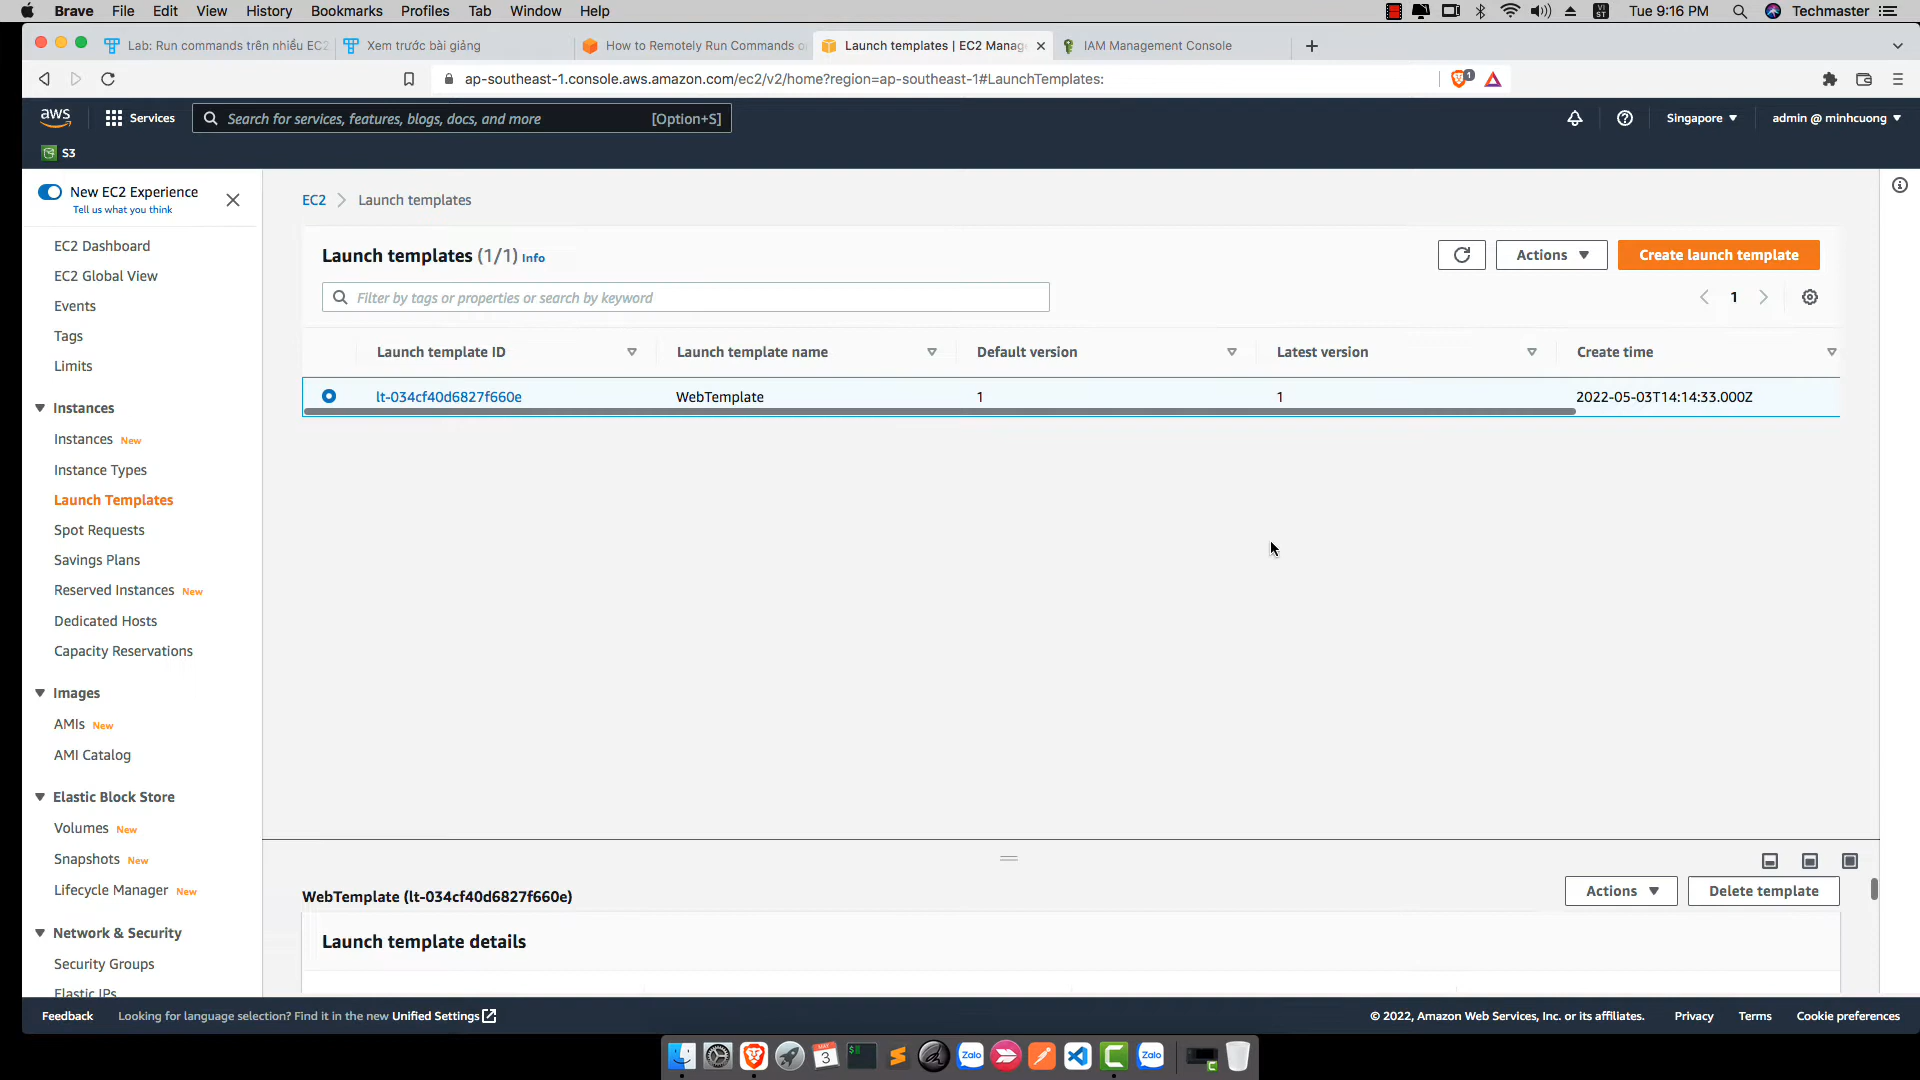 Brave File Edit View History Bookmarks Profiles Tab Window Help VI ST Tue 9:16 PM Techmaster
Lab: Run commands trên nhiều EC2 Xem trước bài giảng How to Remotely Run Commands o Launch templates | EC2 Manag IAM Management Console
ap-southeast-1.console.aws.amazon.com/ec2/v2/home?region=ap-southeast-1#LaunchTemplates: 1
aws Services Search for services, features, blogs, docs, and more [Option+S] Singapore admin @ minhcuong
S3
New EC2 Experience
Tell us what you think
EC2 Dashboard
EC2 Global View
Events
Tags
Limits
Instances
Instances New
Instance Types
Launch Templates
Spot Requests
Savings Plans
Reserved Instances New
Dedicated Hosts
Capacity Reservations
Images
AMIs New
AMI Catalog
Elastic Block Store
Volumes New
Snapshots New
Lifecycle Manager New
Network & Security
Security Groups
Elastic IPs
EC2 Launch templates
Launch templates (1/1) Info Actions Create launch template
Filter by tags or properties or search by keyword 1
Launch template ID Launch template name Default version Latest version Create time
lt-034cf40d6827f660e WebTemplate 1 1 2022-05-03T14:14:33.000Z
WebTemplate (lt-034cf40d6827f660e) Actions Delete template
Launch template details
Feedback Looking for language selection? Find it in the new Unified Settings © 2022, Amazon Web Services, Inc. or its affiliates. Privacy Terms Cookie preferences
MAY 3 $ Zalo Zalo